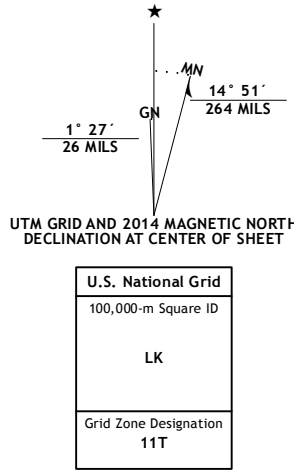 MN
GN
14° 51´
264 MILS
1° 27´
26 MILS
UTM GRID AND 2014 MAGNETIC NORTH
DECLINATION AT CENTER OF SHEET
U.S. National Grid
100,000-m Square ID
LK
Grid Zone Designation
11T